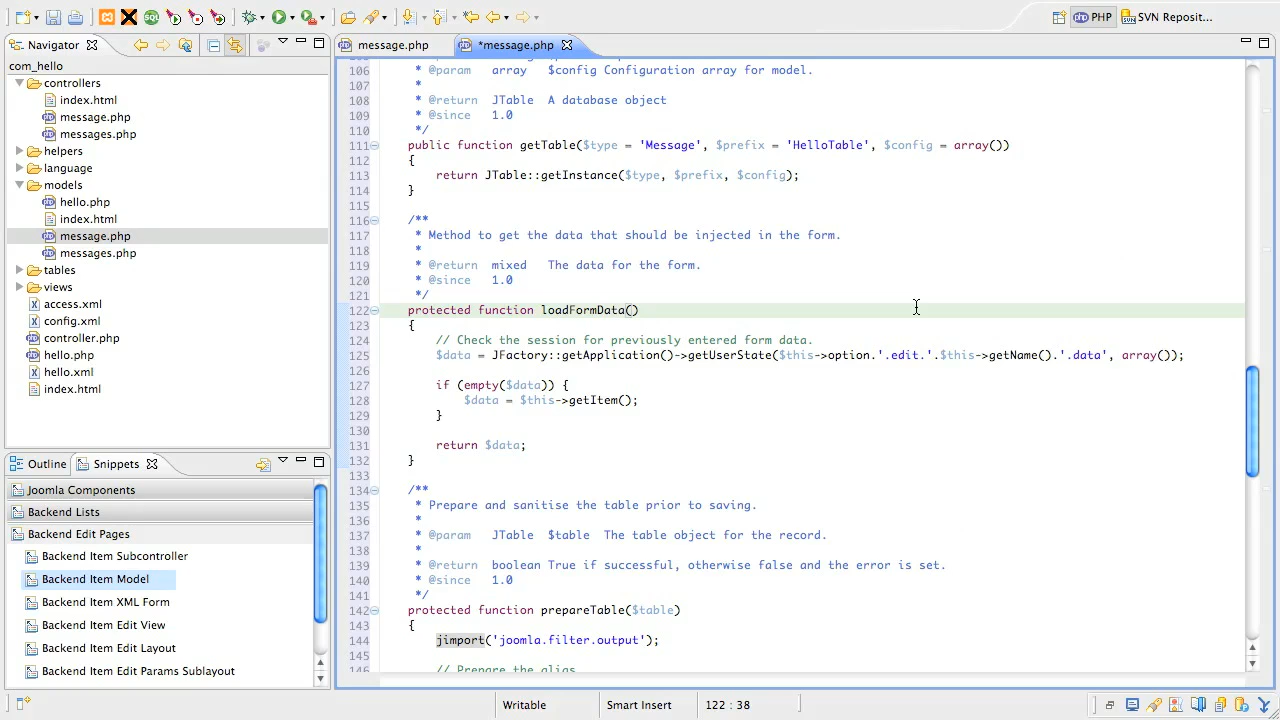 PHP
SVN Reposit...
Navigator
message.php
*message.php
com_hello
controllers
index.html
message.php
messages.php
helpers
language
models
hello.php
index.html
message.php
messages.php
tables
views
access.xml
config.xml
controller.php
hello.php
hello.xml
index.html
Outline
Snippets
Joomla Components
Backend Lists
Backend Edit Pages
Backend Item Subcontroller
Backend Item Model
Backend Item XML Form
Backend Item Edit View
Backend Item Edit Layout
Backend Item Edit Params Sublayout
106 * @param array $config Configuration array for model.
107 *
108 * @return JTable A database object
109 * @since 1.0
110 */
111 public function getTable($type = 'Message', $prefix = 'HelloTable', $config = array())
112 {
113 return JTable::getInstance($type, $prefix, $config);
114 }
115
116 /**
117 * Method to get the data that should be injected in the form.
118 *
119 * @return mixed The data for the form.
120 * @since 1.0
121 */
122 protected function loadFormData()
123 {
124 // Check the session for previously entered form data.
125 $data = JFactory::getApplication()->getUserState($this->option.'.edit.'.$this->getName().'.data', array());
126
127 if (empty($data)) {
128 $data = $this->getItem();
129 }
130
131 return $data;
132 }
133
134 /**
135 * Prepare and sanitise the table prior to saving.
136 *
137 * @param JTable $table The table object for the record.
138 *
139 * @return boolean True if successful, otherwise false and the error is set.
140 * @since 1.0
141 */
142 protected function prepareTable($table)
143 {
144 jimport('joomla.filter.output');
145
146 // Prepare the alias
Writable
Smart Insert
122 : 38